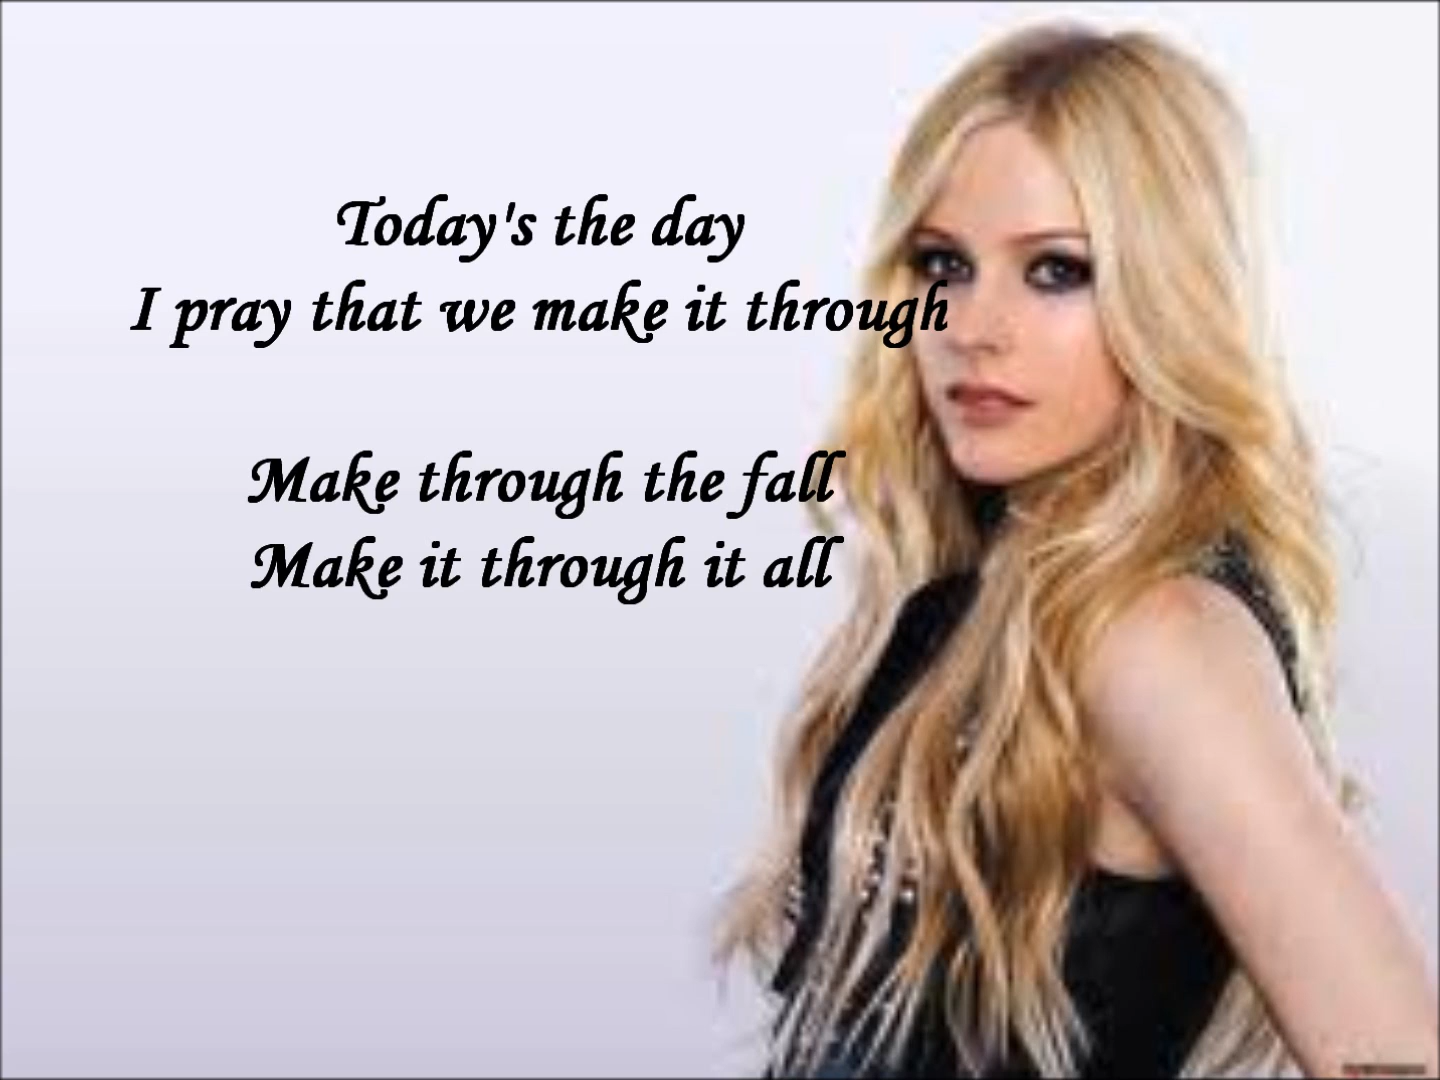 Today's the day
I pray that we make it through
Make through the fall
Make it through it all